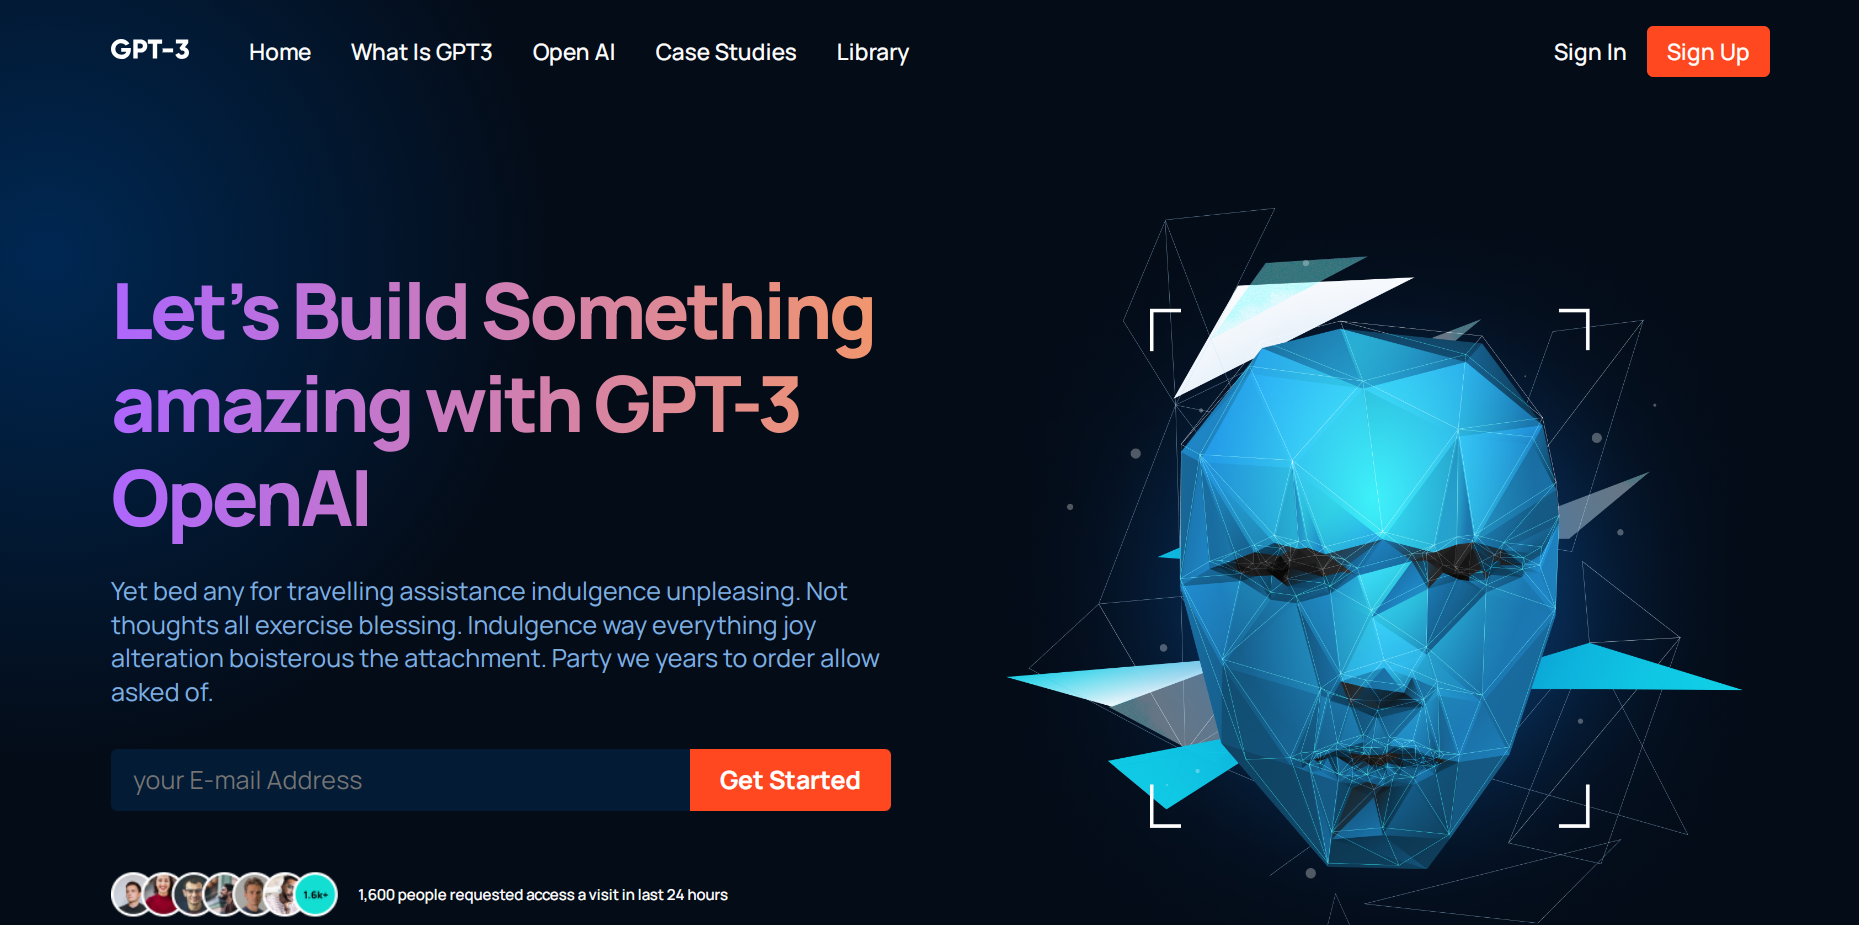 GPT-3 Home What Is GPT3 Open AI Case Studies Library Sign In Sign Up
Let’s Build Something
amazing with GPT-3
OpenAI
Yet bed any for travelling assistance indulgence unpleasing. Not
thoughts all exercise blessing. Indulgence way everything joy
alteration boisterous the attachment. Party we years to order allow
asked of.
your E-mail Address Get Started
1.6k+ 1,600 people requested access a visit in last 24 hours